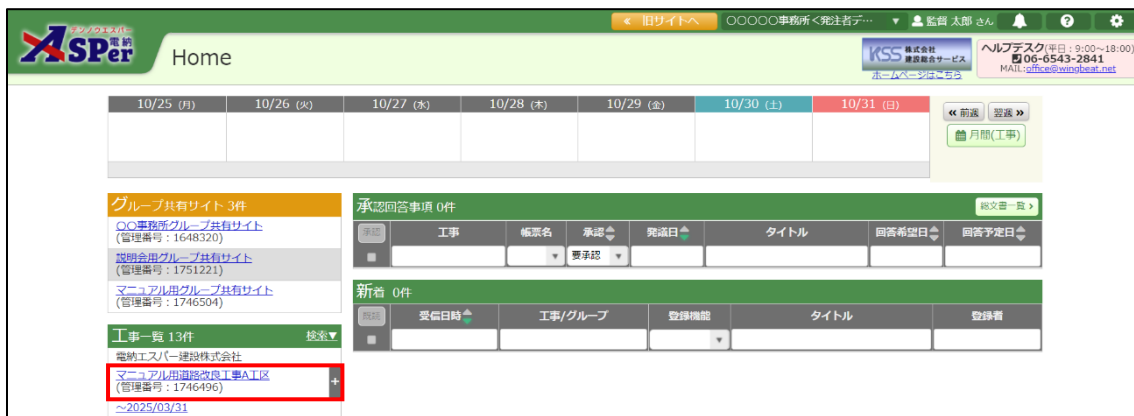 « 旧サイトへ
〇〇〇〇〇事務所<発注者デ… ▼
監督 太郎 さん
デンノウエスパー
ASPer電納
Home
KSS 株式会社 建設総合サービス
ホームページはこちら
ヘルプデスク(平日:9:00~18:00)
06-6543-2841
MAIL:office@wingbeat.net
10/25 (月) 10/26 (火) 10/27 (水) 10/28 (木) 10/29 (金) 10/30 (土) 10/31 (日)
« 前週 翌週 »
月間(工事)
グループ共有サイト 3件
〇〇事務所グループ共有サイト
(管理番号:1648320)
説明会用グループ共有サイト
(管理番号:1751221)
マニュアル用グループ共有サイト
(管理番号:1746504)
工事一覧 13件 検索▼
電納エスパー建設株式会社
マニュアル用道路改良工事A工区
(管理番号:1746496)
+
~2025/03/31
承認回答事項 0件 総文書一覧 >
承認 工事 帳票名 承認 発議日 タイトル 回答希望日 回答予定日
要承認
新着 0件
既読 受信日時 工事/グループ 登録機能 タイトル 登録者